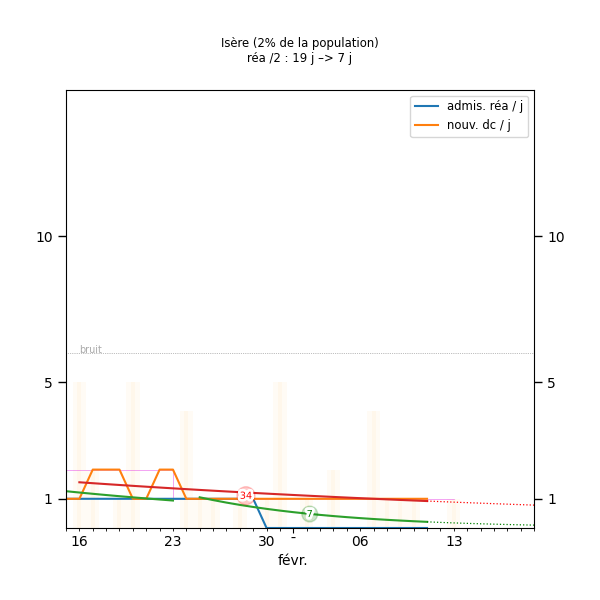 Isère (2% de la population)
réa /2 : 19 j –> 7 j
admis. réa / j
nouv. dc / j
10 10
bruit
5 5
34
1 1
7
16 23 30 - 06 13
févr.